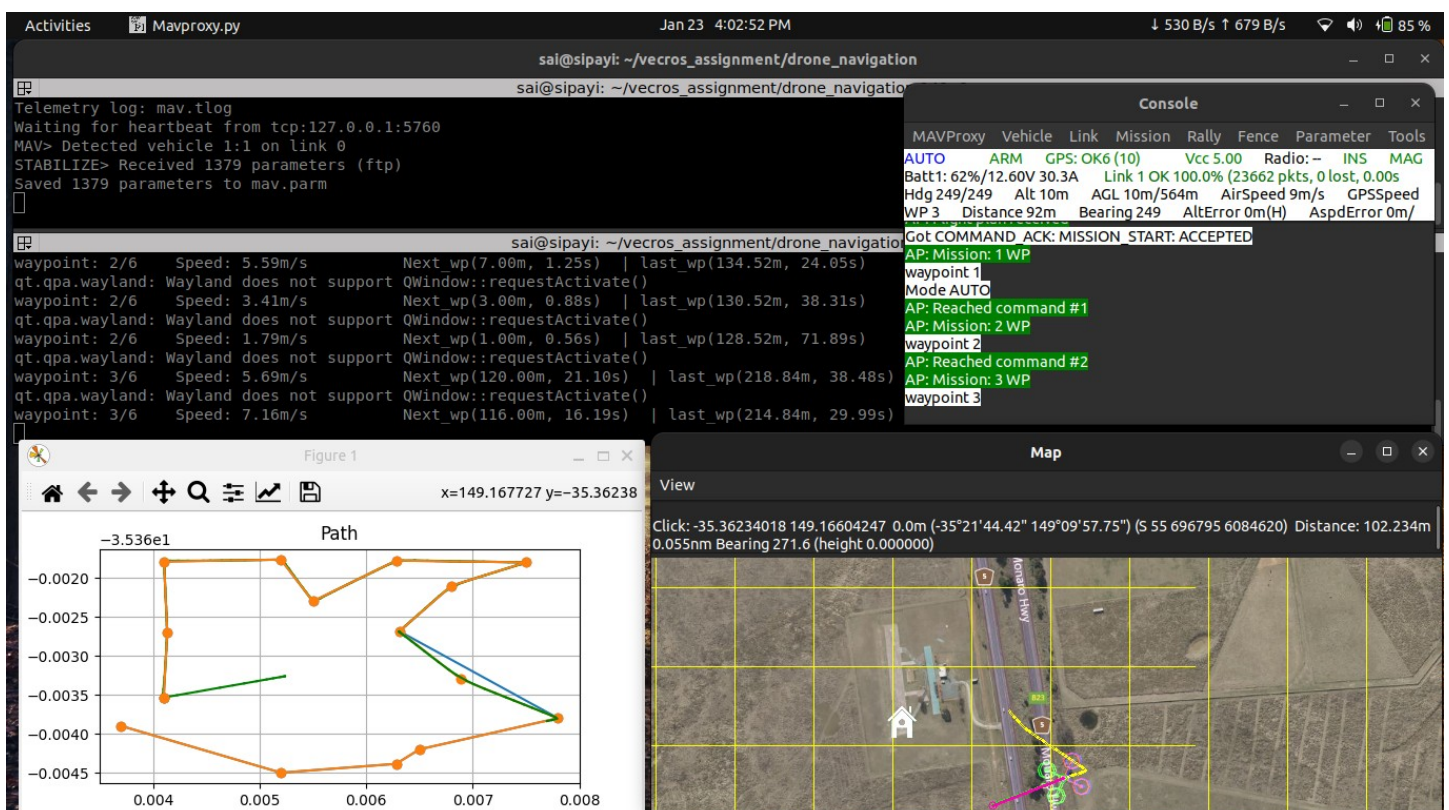 Activities Mavproxy.py Jan 23 4:02:52 PM ↓ 530 B/s ↑ 679 B/s 85 %
sai@sipayi: ~/vecros_assignment/drone_navigation
sai@sipayi: ~/vecros_assignment/drone_navigatio
Telemetry log: mav.tlog
Waiting for heartbeat from tcp:127.0.0.1:5760
MAV> Detected vehicle 1:1 on link 0
STABILIZE> Received 1379 parameters (ftp)
Saved 1379 parameters to mav.parm
sai@sipayi: ~/vecros_assignment/drone_navigation
waypoint: 2/6 Speed: 5.59m/s Next_wp(7.00m, 1.25s) | last_wp(134.52m, 24.05s)
qt.qpa.wayland: Wayland does not support QWindow::requestActivate()
waypoint: 2/6 Speed: 3.41m/s Next_wp(3.00m, 0.88s) | last_wp(130.52m, 38.31s)
qt.qpa.wayland: Wayland does not support QWindow::requestActivate()
waypoint: 2/6 Speed: 1.79m/s Next_wp(1.00m, 0.56s) | last_wp(128.52m, 71.89s)
qt.qpa.wayland: Wayland does not support QWindow::requestActivate()
waypoint: 3/6 Speed: 5.69m/s Next_wp(120.00m, 21.10s) | last_wp(218.84m, 38.48s)
qt.qpa.wayland: Wayland does not support QWindow::requestActivate()
waypoint: 3/6 Speed: 7.16m/s Next_wp(116.00m, 16.19s) | last_wp(214.84m, 29.99s)
Console
MAVProxy Vehicle Link Mission Rally Fence Parameter Tools
AUTO ARM GPS: OK6 (10) Vcc 5.00 Radio: -- INS MAG
Batt1: 62%/12.60V 30.3A Link 1 OK 100.0% (23662 pkts, 0 lost, 0.00s
Hdg 249/249 Alt 10m AGL 10m/564m AirSpeed 9m/s GPSSpeed
WP 3 Distance 92m Bearing 249 AltError 0m(H) AspdError 0m/
Got COMMAND_ACK: MISSION_START: ACCEPTED
AP: Mission: 1 WP
waypoint 1
Mode AUTO
AP: Reached command #1
AP: Mission: 2 WP
waypoint 2
AP: Reached command #2
AP: Mission: 3 WP
waypoint 3
Figure 1
x=149.167727 y=−35.36238
Path
−3.536e1
−0.0020
−0.0025
−0.0030
−0.0035
−0.0040
−0.0045
0.004 0.005 0.006 0.007 0.008
Map
View
Click: -35.36234018 149.16604247 0.0m (-35°21'44.42" 149°09'57.75") (S 55 696795 6084620) Distance: 102.234m
0.055nm Bearing 271.6 (height 0.000000)
5
Monaro Hwy
B23
5